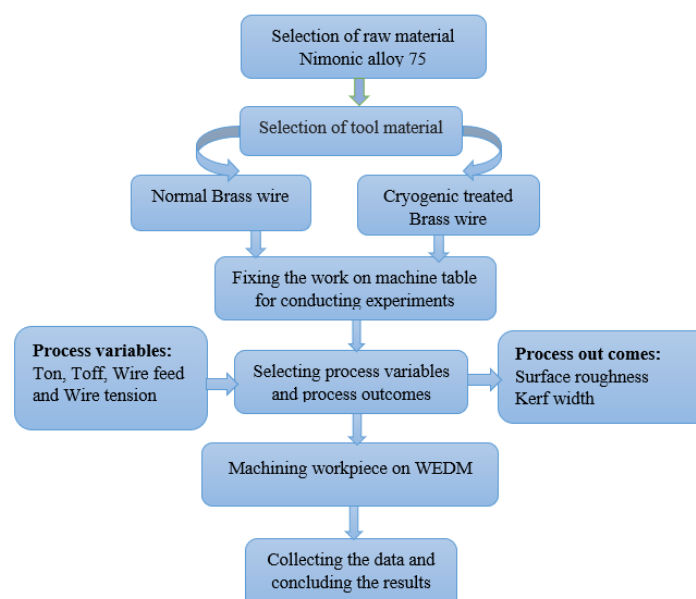 Selection of raw material
Nimonic alloy 75
Selection of tool material
Normal Brass wire
Cryogenic treated
Brass wire
Fixing the work on machine table
for conducting experiments
Process variables:
Ton, Toff, Wire feed
and Wire tension
Selecting process variables
and process outcomes
Process out comes:
Surface roughness
Kerf width
Machining workpiece on WEDM
Collecting the data and
concluding the results